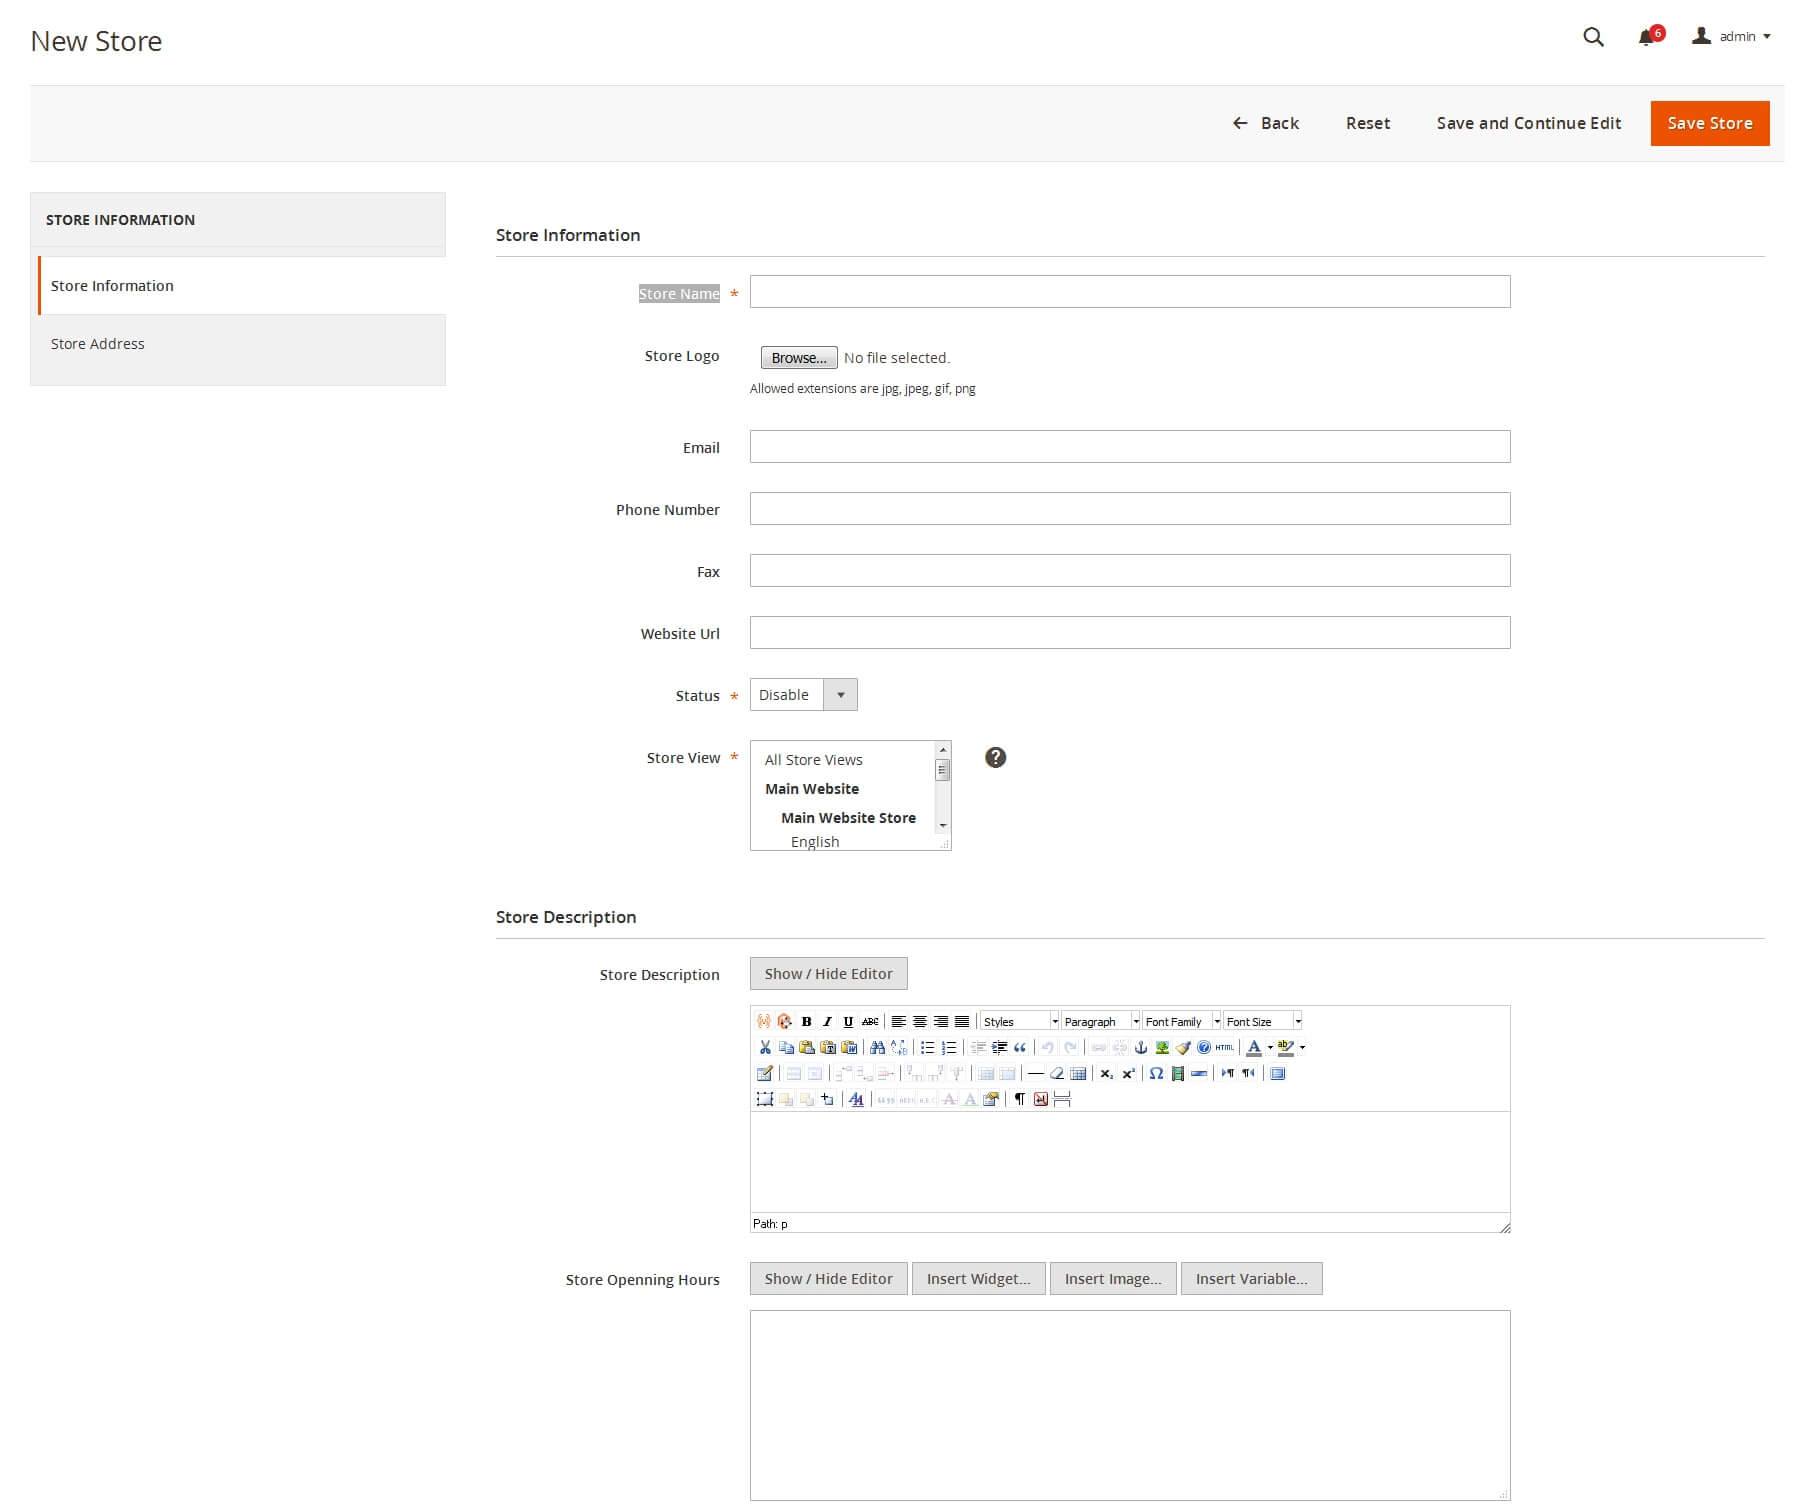 New Store
6
admin
Back
Reset
Save and Continue Edit
Save Store
STORE INFORMATION
Store Information
Store Address
Store Information
Store Name *
Store Logo
Browse... No file selected.
Allowed extensions are jpg, jpeg, gif, png
Email
Phone Number
Fax
Website Url
Status * Disable
Store View *
All Store Views
Main Website
Main Website Store
English
?
Store Description
Store Description
Show / Hide Editor
B I U ABC Styles Paragraph Font Family Font Size
HTML A ab
Path: p
Store Openning Hours
Show / Hide Editor
Insert Widget...
Insert Image...
Insert Variable...